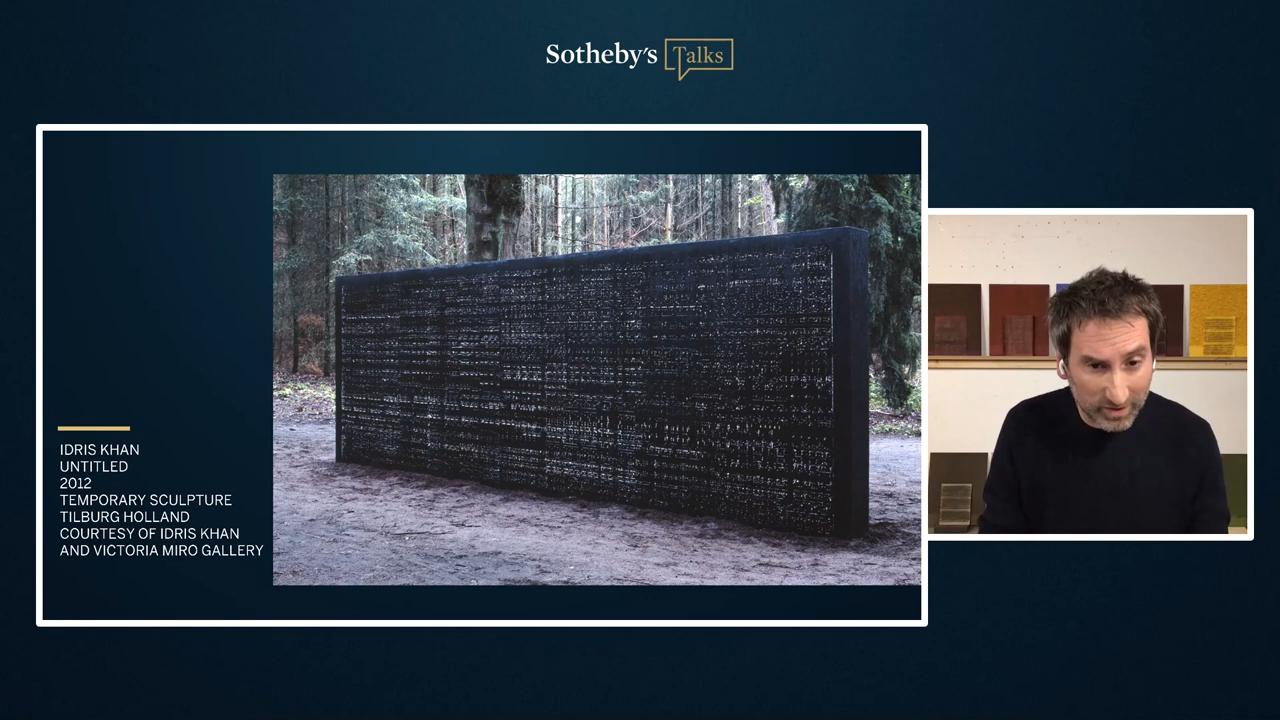 Sotheby's Talks
IDRIS KHAN
UNTITLED
2012
TEMPORARY SCULPTURE
TILBURG HOLLAND
COURTESY OF IDRIS KHAN
AND VICTORIA MIRO GALLERY